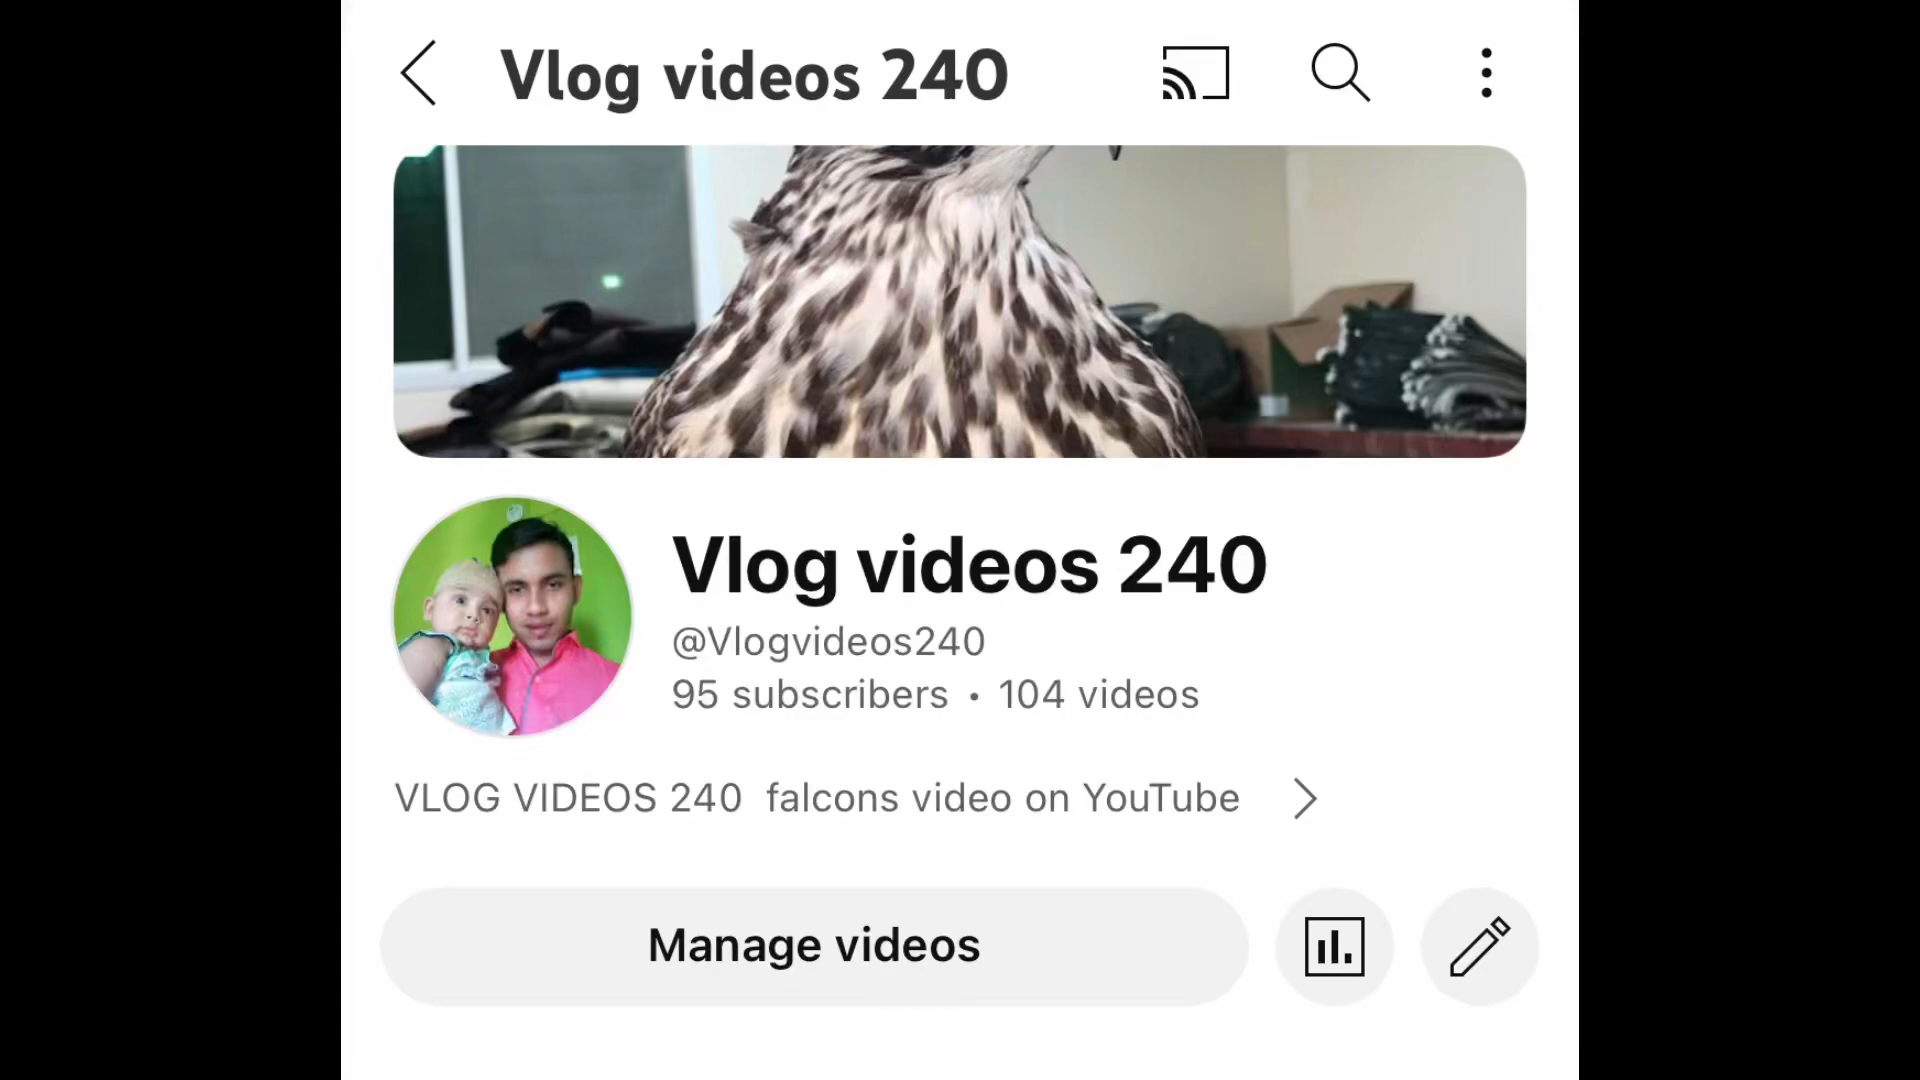 Vlog videos 240
Vlog videos 240
@Vlogvideos240
95 subscribers • 104 videos
VLOG VIDEOS 240 falcons video on YouTube
Manage videos